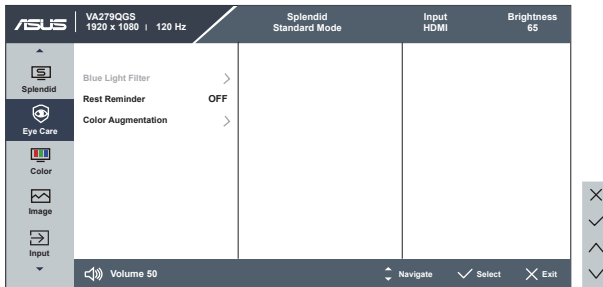 ASUS
VA279QGS
1920 x 1080 | 120 Hz
Splendid
Standard Mode
Input
HDMI
Brightness
65
Splendid
Eye Care
Color
Image
Input
Blue Light Filter
Rest Reminder OFF
Color Augmentation
Volume 50
Navigate
Select
Exit